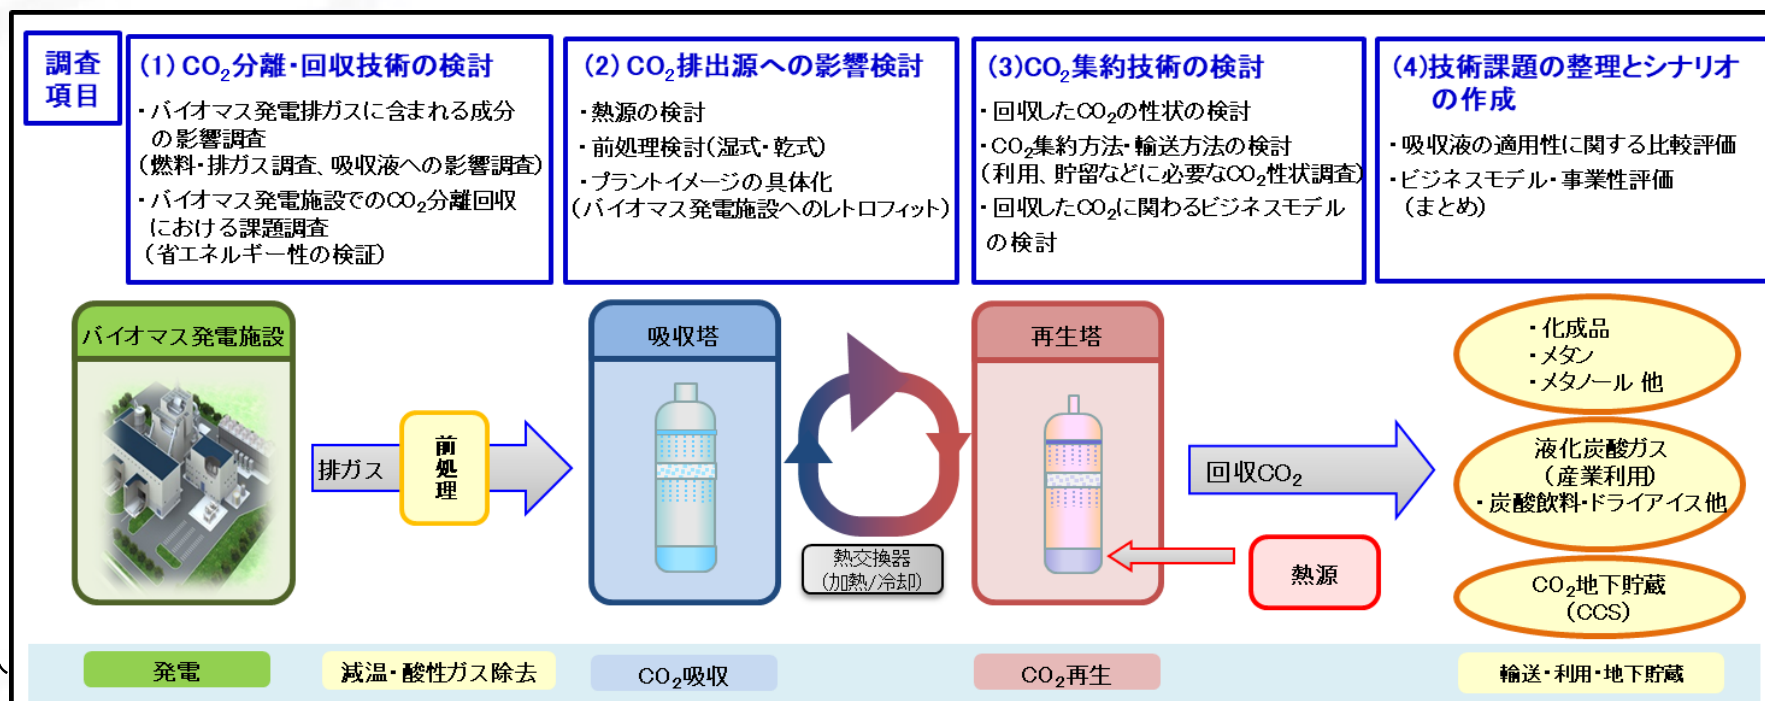 調査
項目
(1) CO₂分離・回収技術の検討
・バイオマス発電排ガスに含まれる成分
の影響調査
(燃料・排ガス調査、吸収液への影響調査)
・バイオマス発電施設でのCO₂分離回収
における課題調査
(省エネルギー性の検証)
(2) CO₂排出源への影響検討
・熱源の検討
・前処理検討(湿式・乾式)
・プラントイメージの具体化
(バイオマス発電施設へのレトロフィット)
(3)CO₂集約技術の検討
・回収したCO₂の性状の検討
・CO₂集約方法・輸送方法の検討
(利用、貯留などに必要なCO₂性状調査)
・回収したCO₂に関わるビジネスモデル
の検討
(4)技術課題の整理とシナリオ
の作成
・吸収液の適用性に関する比較評価
・ビジネスモデル・事業性評価
(まとめ)
バイオマス発電施設
排ガス
前
処
理
吸収塔
熱交換器
(加熱/冷却)
再生塔
回収CO₂
熱源
・化成品
・メタン
・メタノール 他
液化炭酸ガス
(産業利用)
・炭酸飲料・ドライアイス他
CO₂地下貯蔵
(CCS)
発電
減温・酸性ガス除去
CO₂吸収
CO₂再生
輸送・利用・地下貯蔵